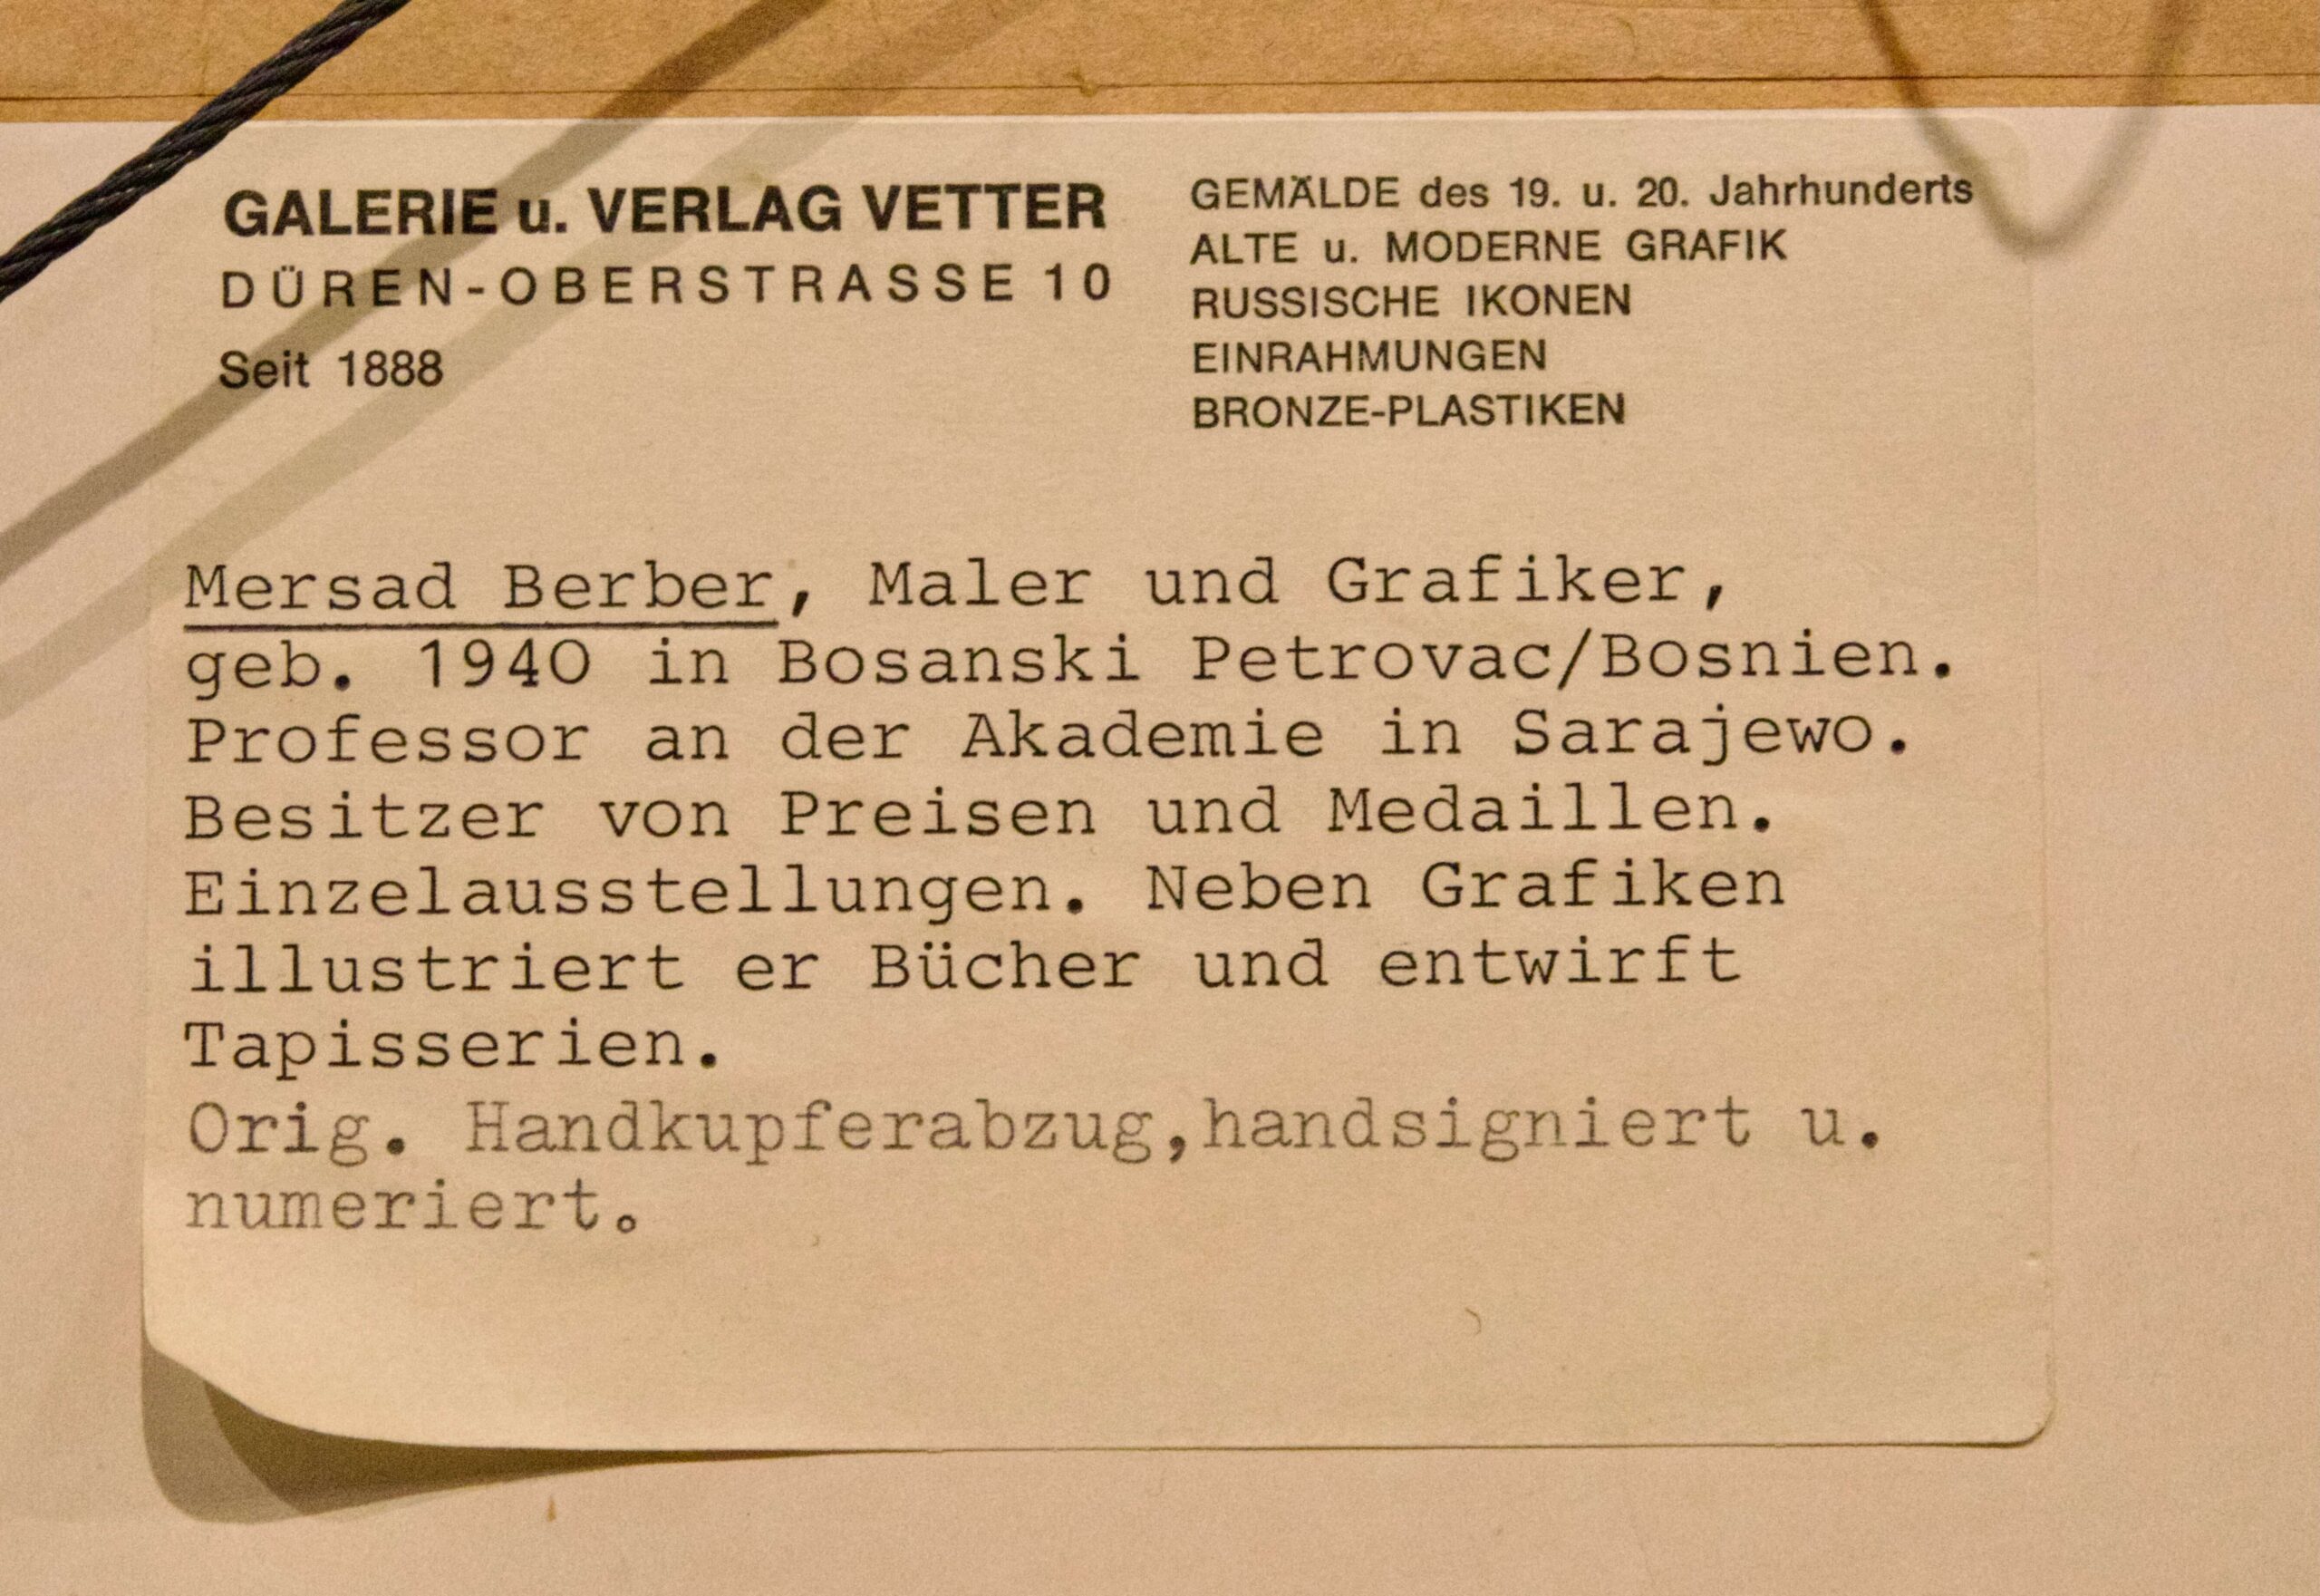 GALERIE u. VERLAG VETTER
DÜREN-OBERSTRASSE 10
Seit 1888
GEMÄLDE des 19. u. 20. Jahrhunderts
ALTE u. MODERNE GRAFIK
RUSSISCHE IKONEN
EINRAHMUNGEN
BRONZE-PLASTIKEN
Mersad Berber, Maler und Grafiker,
geb. 1940 in Bosanski Petrovac/Bosnien.
Professor an der Akademie in Sarajewo.
Besitzer von Preisen und Medaillen.
Einzelausstellungen. Neben Grafiken
illustriert er Bücher und entwirft
Tapisserien.
Orig. Handkupferabzug,handsigniert u.
numeriert.